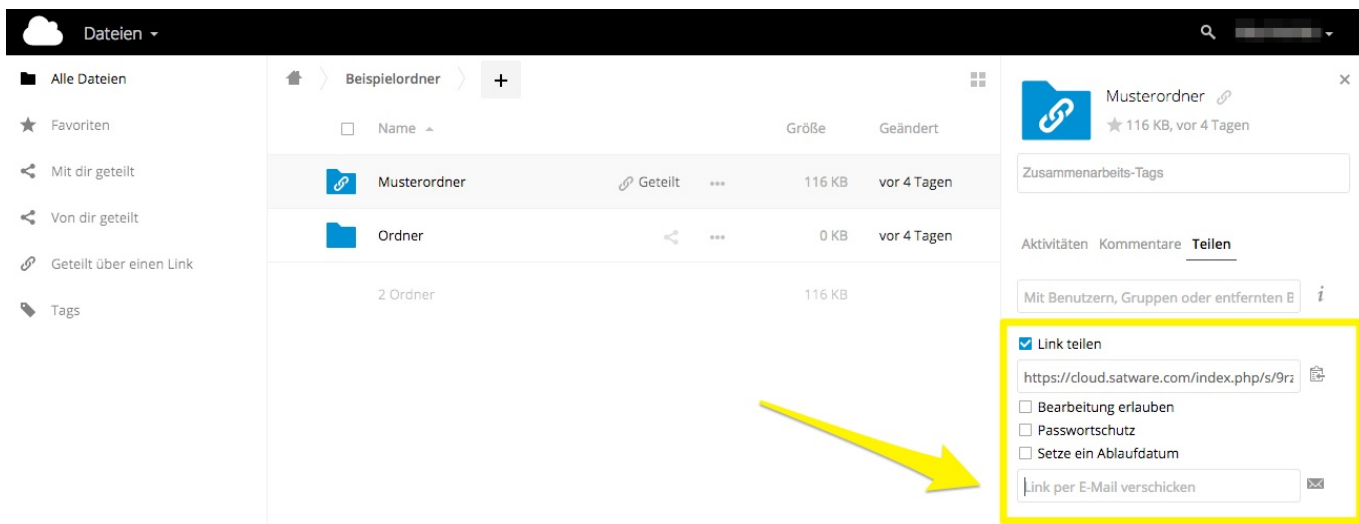 Dateien
Alle Dateien
Favoriten
Mit dir geteilt
Von dir geteilt
Geteilt über einen Link
Tags
Beispielordner +
Name Größe Geändert
Musterordner Geteilt ... 116 KB vor 4 Tagen
Ordner ... 0 KB vor 4 Tagen
2 Ordner 116 KB
×
Musterordner
116 KB, vor 4 Tagen
Zusammenarbeits-Tags
Aktivitäten Kommentare Teilen
Mit Benutzern, Gruppen oder entfernten B i
Link teilen
https://cloud.satware.com/index.php/s/9rz
Bearbeitung erlauben
Passwortschutz
Setze ein Ablaufdatum
Link per E-Mail verschicken